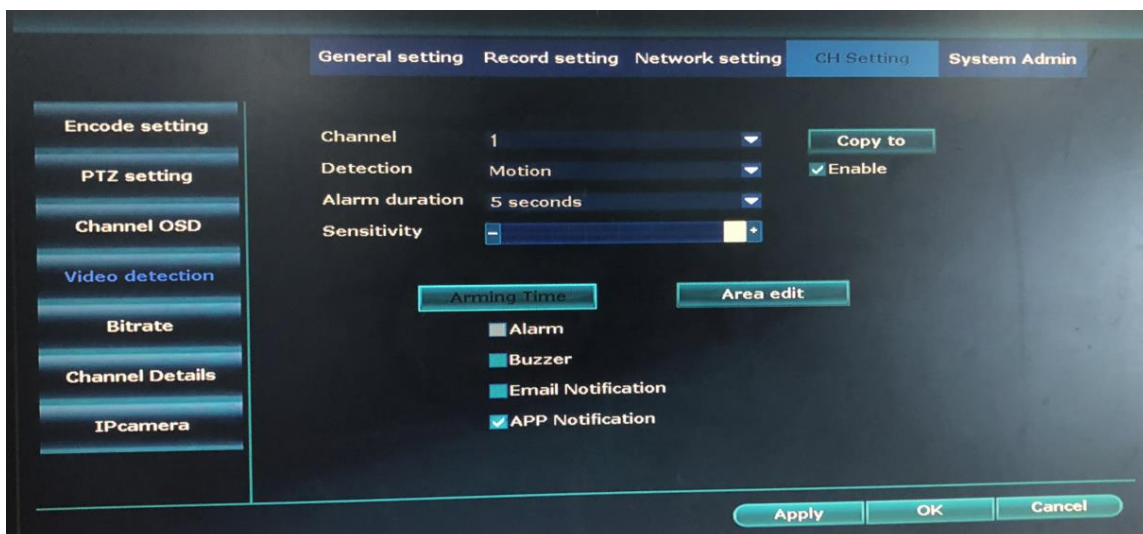 General setting Record setting Network setting CH Setting System Admin
Encode setting
PTZ setting
Channel OSD
Video detection
Bitrate
Channel Details
IPcamera
Channel 1 Copy to
Detection Motion Enable
Alarm duration 5 seconds
Sensitivity - +
Arming Time Area edit
Alarm
Buzzer
Email Notification
APP Notification
Apply OK Cancel